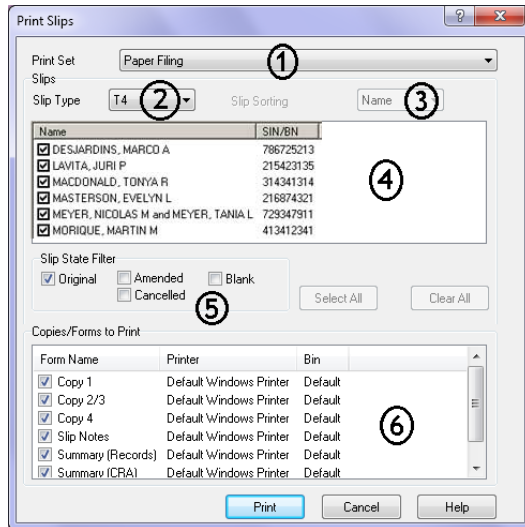 Print Slips
Print Set Paper Filing 1
Slips
Slip Type T4 2 Slip Sorting Name 3
Name SIN/BN
DESJARDINS, MARCO A 786725213
LAVITA, JURI P 215423135
MACDONALD, TONYA R 314341314
MASTERSON, EVELYN L 216874321
MEYER, NICOLAS M and MEYER, TANIA L 729347911
MORIQUE, MARTIN M 413412341
4
Slip State Filter
Original Amended Blank
Cancelled 5
Select All Clear All
Copies/Forms to Print
Form Name Printer Bin
Copy 1 Default Windows Printer Default
Copy 2/3 Default Windows Printer Default
Copy 4 Default Windows Printer Default
Slip Notes Default Windows Printer Default
Summary (Records) Default Windows Printer Default
Summary (CRA) Default Windows Printer Default
6
Print Cancel Help